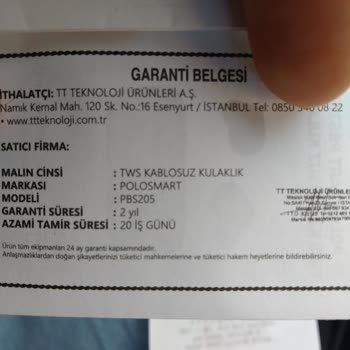 GARANTİ BELGESİ
İTHALATÇI: TT TEKNOLOJİ ÜRÜNLERİ A.Ş.
Namık Kemal Mah. 120 Sk. No.:16 Esenyurt / İSTANBUL Tel: 0850 08 22
• www.ttteknoloji.com.tr
SATICI FİRMA:
MALIN CİNSİ : TWS KABLOSUZ KULAKLIK
MARKASI : POLOSMART
MODELİ : PBS205
GARANTİ SÜRESİ : 2 yıl
AZAMİ TAMİR SÜRESİ : 20 İŞ GÜNÜ
TT TEKNOLOJİ ÜRÜNLERİ
Ürün tüm ekipmanları 24 ay garanti kapsamındadır.
Anlaşmazlıklardan doğan şikayetlerinizi tüketici mahkemelerine ve tüketici hakem heyetlerine bildirebilirsiniz.